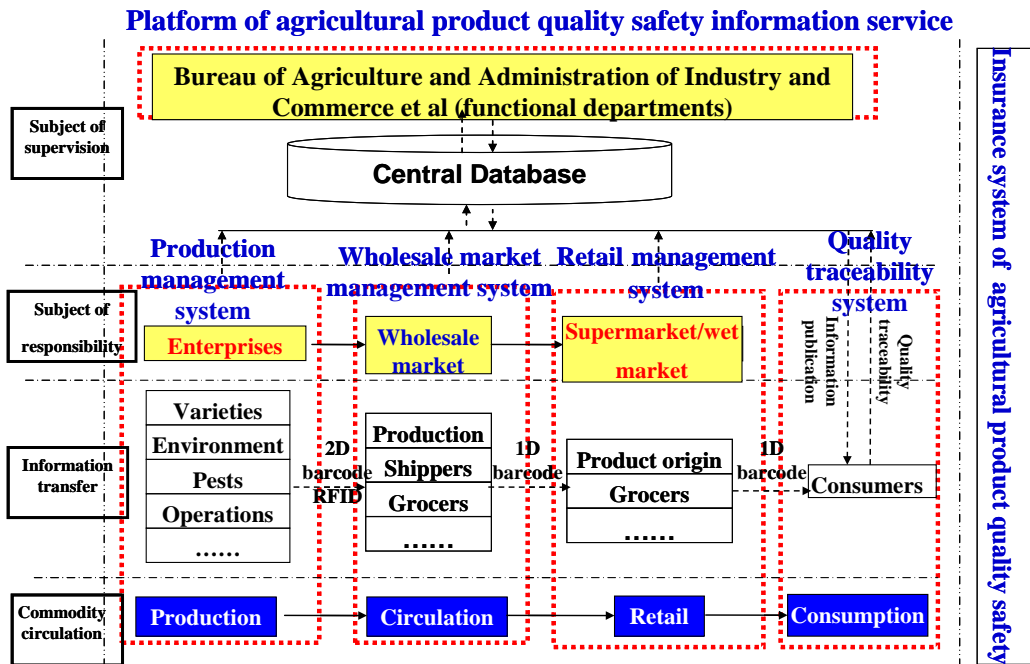 Platform of agricultural product quality safety information service
Bureau of Agriculture and Administration of Industry and
Commerce et al (functional departments)
Subject of
supervision
Central Database
Production
management
system
Wholesale market
management system
Retail management
system
Quality
traceability
system
Subject of
responsibility
Enterprises
Wholesale
market
Supermarket/wet
market
Information
publication
Quality
traceability
Information
transfer
Varieties
Environment
Pests
Operations
……
2D
barcode
RFID
Production
Shippers
Grocers
……
1D
barcode
Product origin
Grocers
……
1D
barcode
Consumers
Commodity
circulation
Production
Circulation
Retail
Consumption
Insurance system of agricultural product quality safety